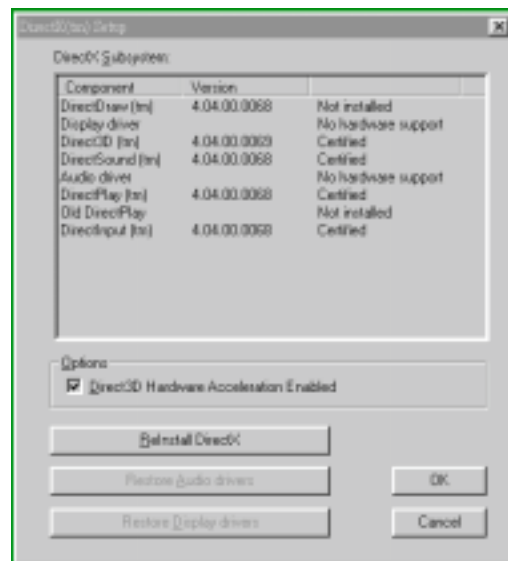 DirectX(tm) Setup
DirectX Subsystem:
Component Version
DirectDraw (tm) 4.04.00.0068 Not installed
Display driver No hardware support
Direct3D (tm) 4.04.00.0069 Certified
DirectSound (tm) 4.04.00.0068 Certified
Audio driver No hardware support
DirectPlay (tm) 4.04.00.0068 Certified
Old DirectPlay Not installed
DirectInput (tm) 4.04.00.0068 Certified
Options
Direct3D Hardware Acceleration Enabled
ReInstall DirectX
Restore Audio drivers
OK
Restore Display drivers
Cancel